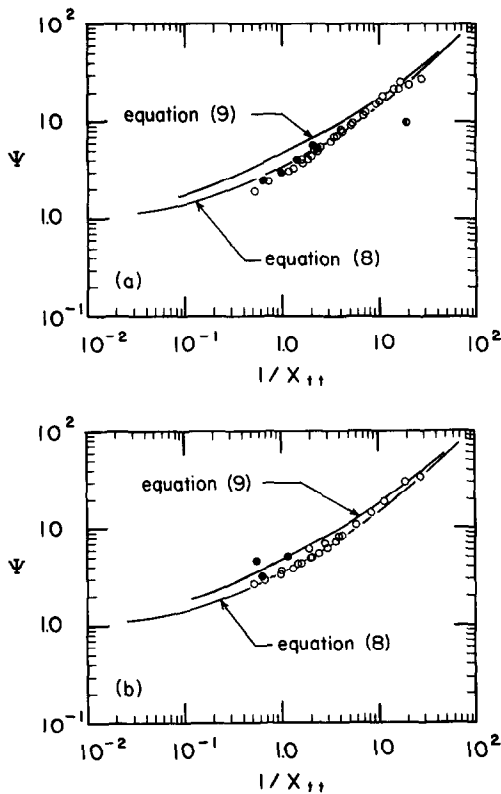 10²
10
1.0
10⁻¹
Ψ
equation (9)
equation (8)
(a)
10⁻² 10⁻¹ 1.0 10 10²
1/X_tt
10²
10
1.0
10⁻¹
Ψ
equation (9)
equation (8)
(b)
10⁻² 10⁻¹ 1.0 10 10²
1/X_tt